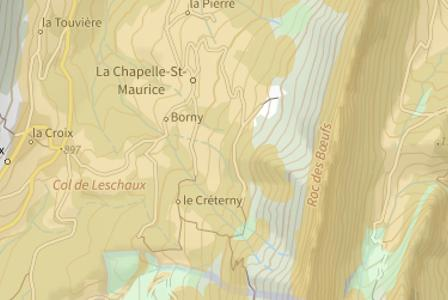 la Pierre
la Touvière
La Chapelle-St-
Maurice
Borny
la Croix
897
x
Col de Leschaux
Roc des Bœufs
le Créterny